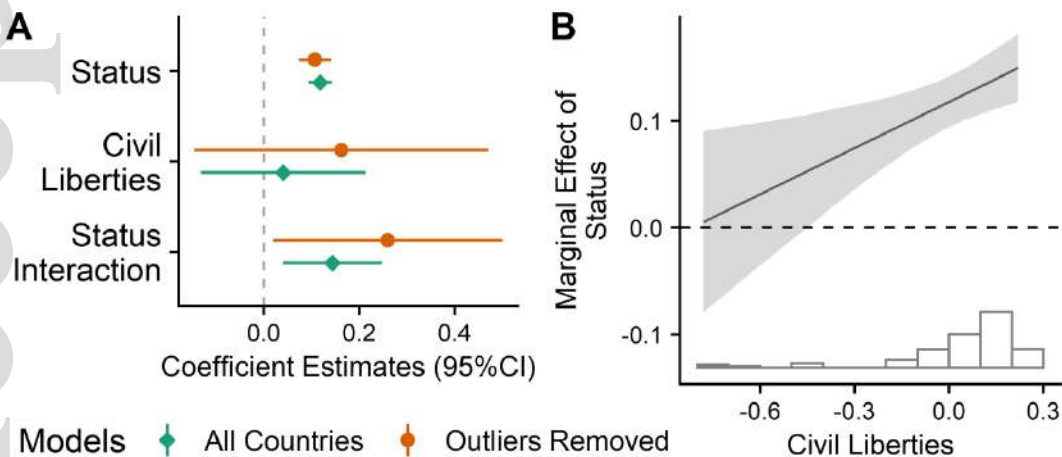 A
Status
Civil
Liberties
Status
Interaction
0.0 0.2 0.4
Coefficient Estimates (95%CI)
B
Marginal Effect of
Status
0.1
0.0
-0.1
-0.6 -0.3 0.0 0.3
Civil Liberties
Models All Countries Outliers Removed